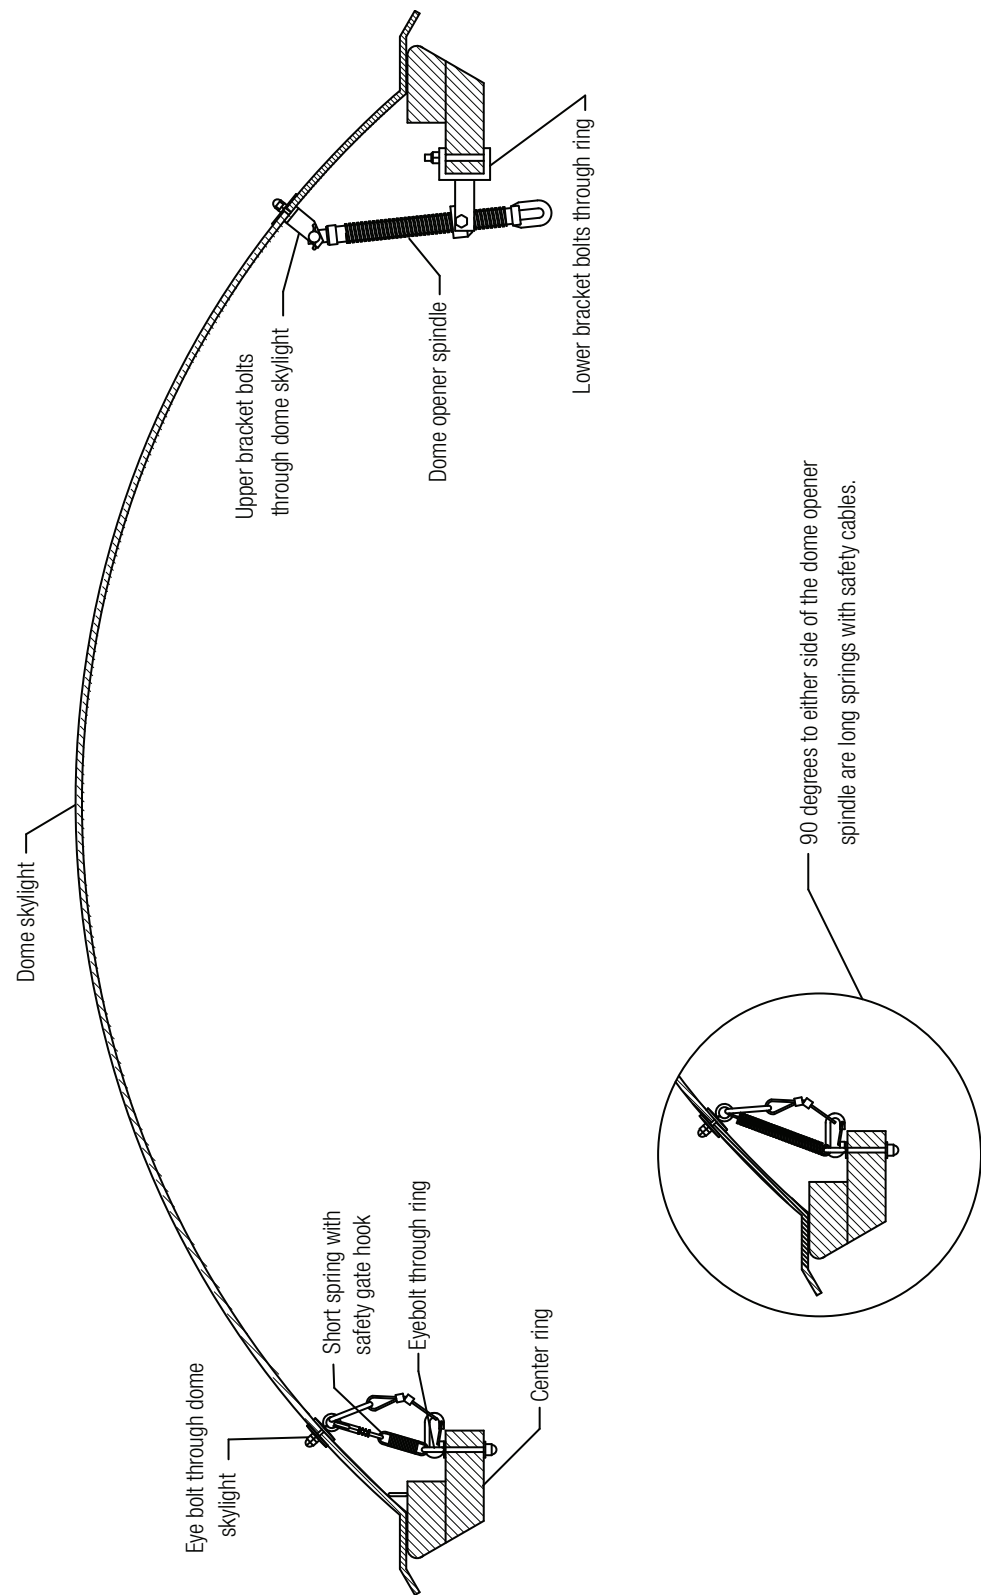 Dome skylight
Upper bracket bolts
through dome skylight
Dome opener spindle
Lower bracket bolts through ring
Eye bolt through dome
skylight
Short spring with
safety gate hook
Eyebolt through ring
Center ring
90 degrees to either side of the dome opener
spindle are long springs with safety cables.